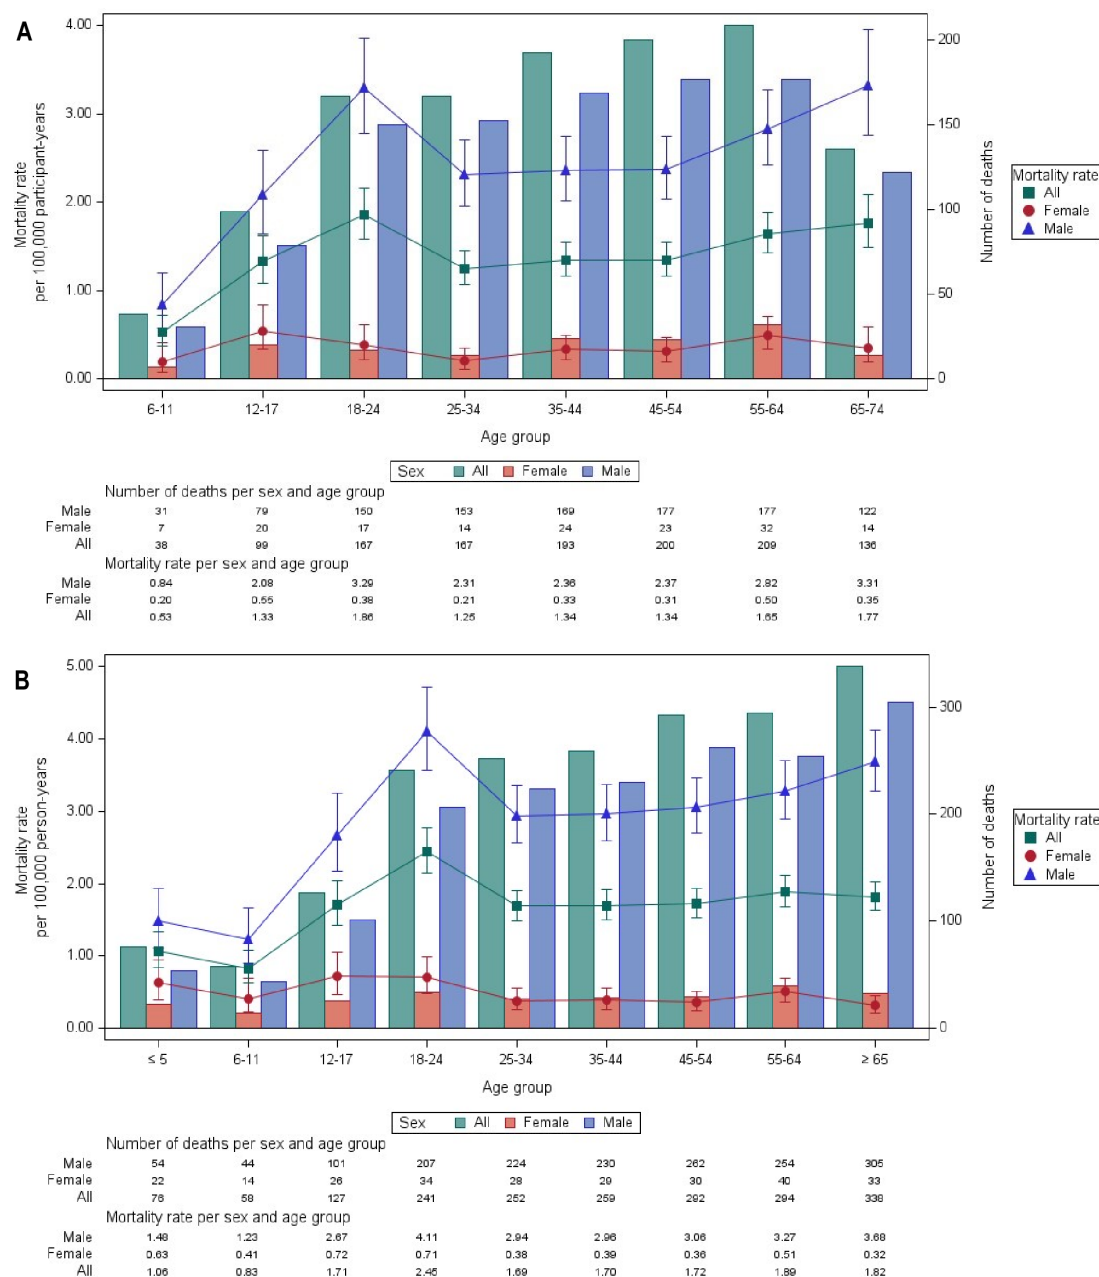 A
Mortality rate
per 100,000 participant-years
4.00
3.00
2.00
1.00
0.00
200
150
100
50
0
Number of deaths
Mortality rate
All
Female
Male
6-11 12-17 18-24 25-34 35-44 45-54 55-64 65-74
Age group
Sex All Female Male
Number of deaths per sex and age group
Male 31 79 150 153 169 177 177 122
Female 7 20 17 14 24 23 32 14
All 38 99 167 167 193 200 209 136
Mortality rate per sex and age group
Male 0.84 2.08 3.29 2.31 2.36 2.37 2.82 3.31
Female 0.20 0.55 0.38 0.21 0.33 0.31 0.50 0.35
All 0.53 1.33 1.86 1.25 1.34 1.34 1.65 1.77
B
Mortality rate
per 100,000 person-years
5.00
4.00
3.00
2.00
1.00
0.00
300
200
100
0
Number of deaths
Mortality rate
All
Female
Male
≤ 5 6-11 12-17 18-24 25-34 35-44 45-54 55-64 ≥ 65
Age group
Sex All Female Male
Number of deaths per sex and age group
Male 54 44 101 207 224 230 262 254 305
Female 22 14 26 34 28 29 30 40 33
All 76 58 127 241 252 259 292 294 338
Mortality rate per sex and age group
Male 1.48 1.23 2.67 4.11 2.94 2.96 3.06 3.27 3.68
Female 0.63 0.41 0.72 0.71 0.38 0.39 0.36 0.51 0.32
All 1.06 0.83 1.71 2.45 1.69 1.70 1.72 1.89 1.82